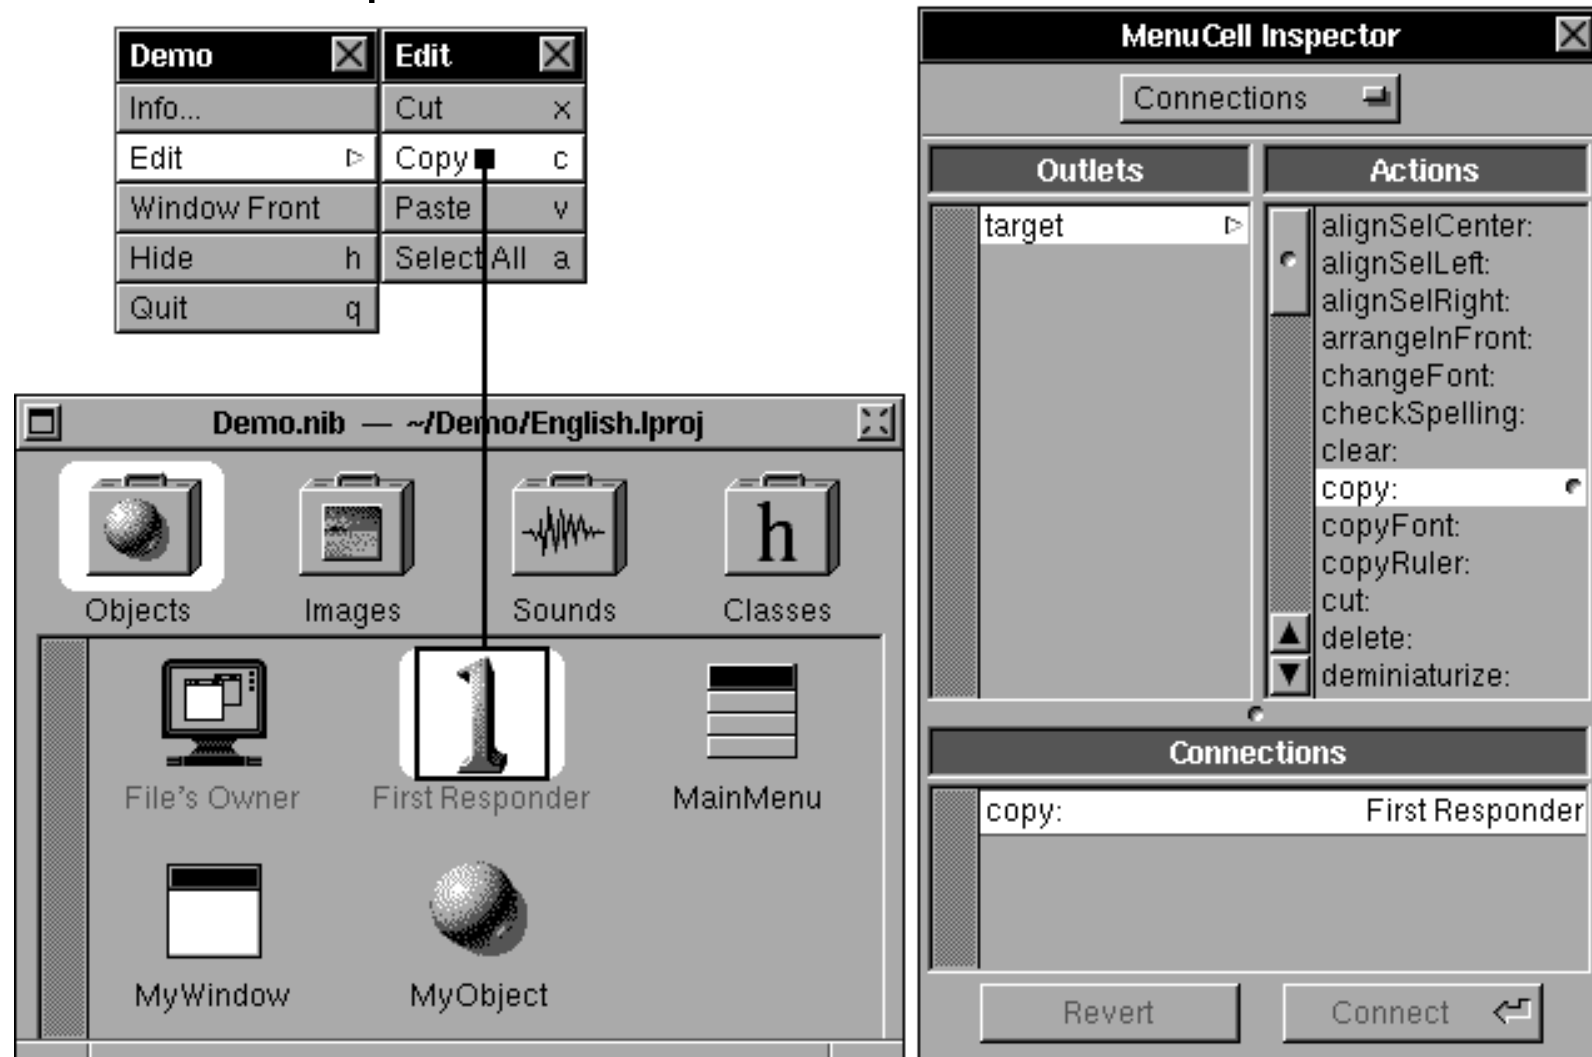 Demo
Info...
Edit
Window Front
Hide h
Quit q
Edit
Cut x
Copy c
Paste v
Select All a
Demo.nib — ~/Demo/English.lproj
Objects Images Sounds Classes
h
1
File's Owner First Responder MainMenu
MyWindow MyObject
MenuCell Inspector
Connections
Outlets
target
Actions
alignSelCenter:
alignSelLeft:
alignSelRight:
arrangeInFront:
changeFont:
checkSpelling:
clear:
copy:
copyFont:
copyRuler:
cut:
delete:
deminiaturize:
Connections
copy: First Responder
Revert Connect